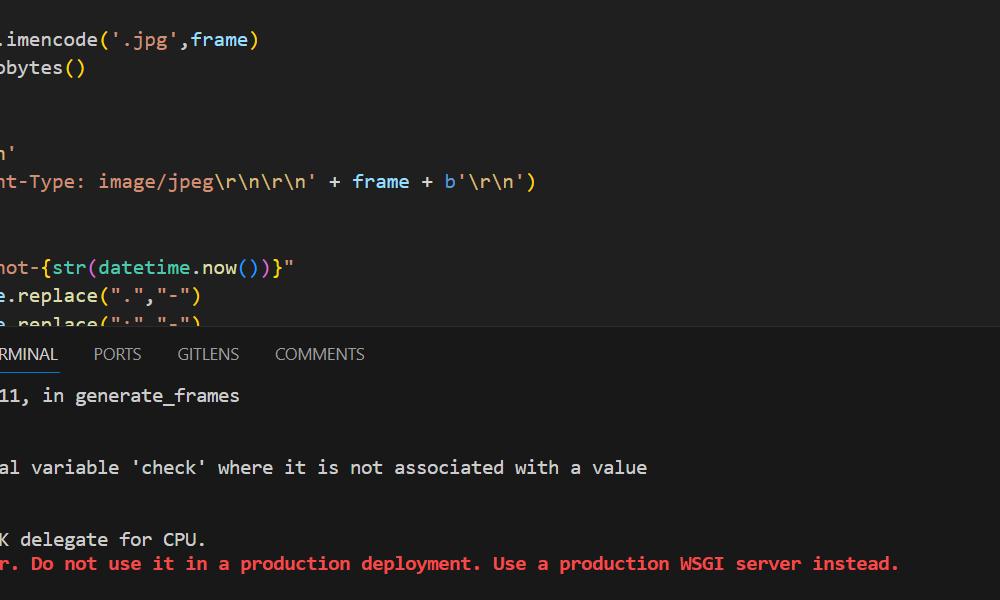 .imencode('.jpg',frame)
obytes()
n'
nt-Type: image/jpeg\r\n\r\n' + frame + b'\r\n')
not-{str(datetime.now())}"
e.replace(".","-")
e.replace(":","-")
RMINAL PORTS GITLENS COMMENTS
11, in generate_frames
al variable 'check' where it is not associated with a value
K delegate for CPU.
r. Do not use it in a production deployment. Use a production WSGI server instead.